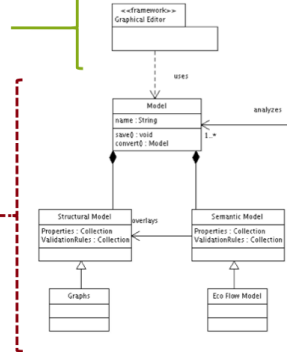 <<framework>>
Graphical Editor
uses
Model
analyzes
name : String
save() : void
convert() : Model
1..*
Structural Model
Properties : Collection
ValidationRules : Collection
overlays
Semantic Model
Properties : Collection
ValidationRules : Collection
Graphs
Eco Flow Model